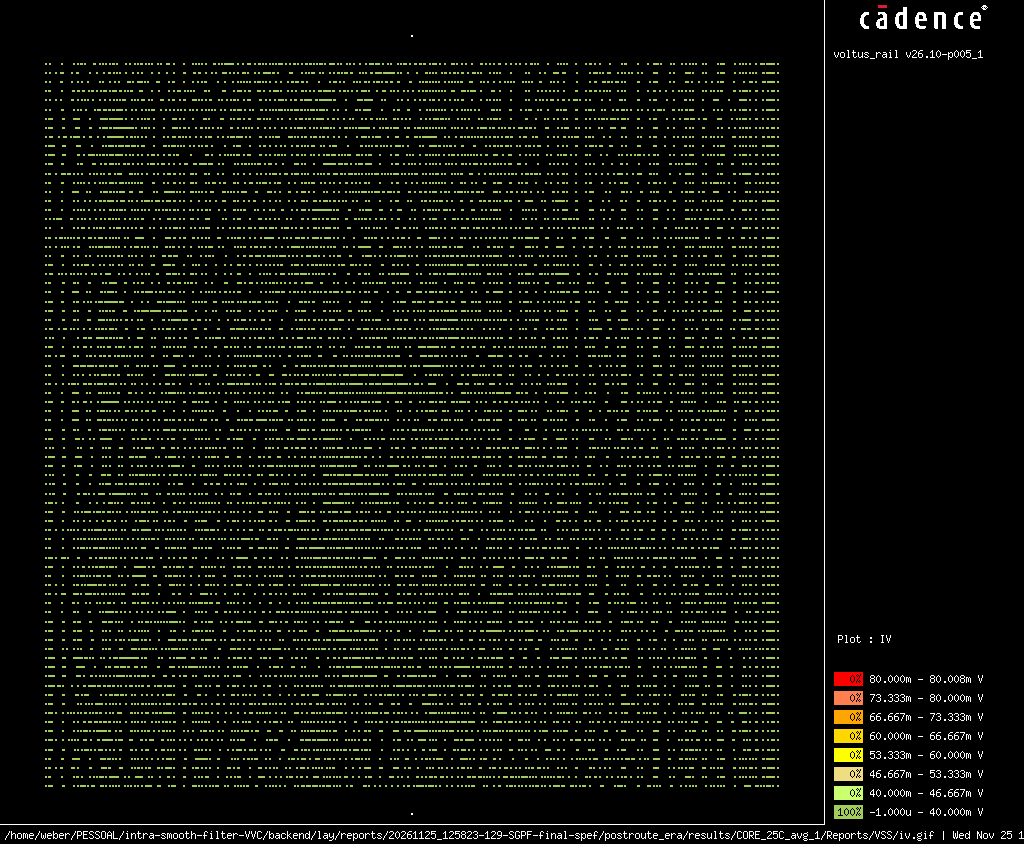 cādence®
voltus_rail v26.10-p005_1
Plot : IV
0% 80.000m - 80.008m V
0% 73.333m - 80.000m V
0% 66.667m - 73.333m V
0% 60.000m - 66.667m V
0% 53.333m - 60.000m V
0% 46.667m - 53.333m V
0% 40.000m - 46.667m V
100% -1.000u - 40.000m V
/home/weber/PESSOAL/intra-smooth-filter-VVC/backend/lay/reports/20261125_125823-129-SGPF-final-spef/postroute_era/results/CORE_25C_avg_1/Reports/VSS/iv.gif | Wed Nov 25 1